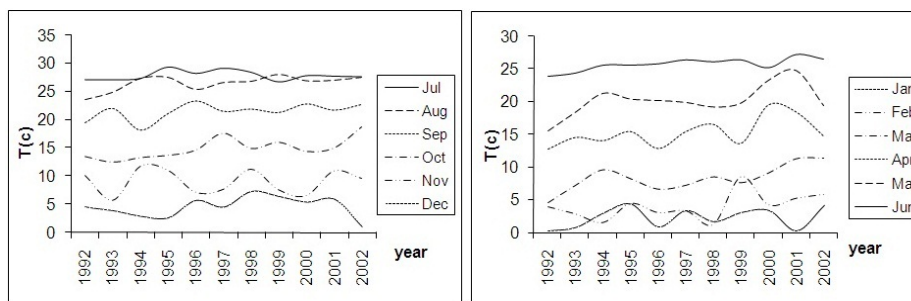 35
30
25
20
15
10
5
0
T(c)
1992
1993
1994
1995
1996
1997
1998
1999
2000
2001
2002
year
Jul
Aug
Sep
Oct
Nov
Dec
30
25
20
15
10
5
0
T(c)
1992
1993
1994
1995
1996
1997
1998
1999
2000
2001
2002
year
Jan
Feb
Ma
Apr
Ma
Jun